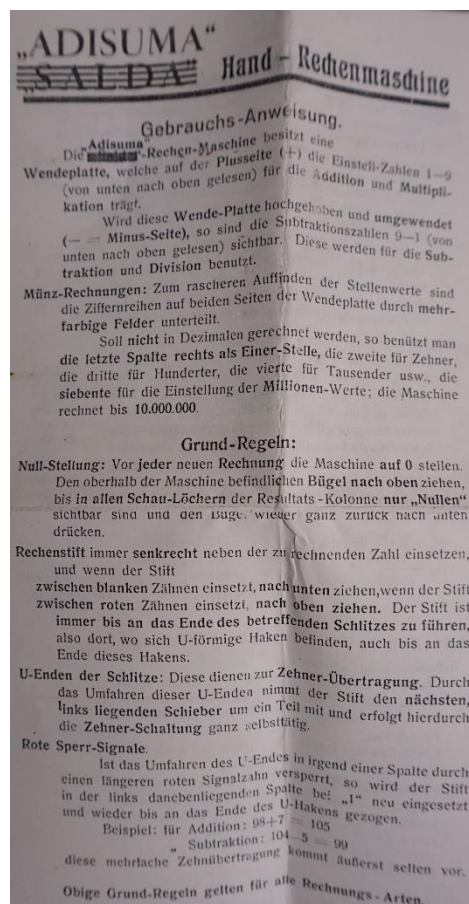 „ADISUMA“
„SALDA“ Hand-Rechenmaschine
Gebrauchs-Anweisung.
„Adisuma“
Die -Rechen-Maschine besitzt eine
Wendeplatte, welche auf der Plusseite (+) die Einstell-Zahlen 1—9
(von unten nach oben gelesen) für die Addition und Multipli-
kation trägt.
Wird diese Wende-Platte hochgehoben und umgewendet
(— = Minus-Seite), so sind die Subtraktionszahlen 9—1 (von
unten nach oben gelesen) sichtbar. Diese werden für die Sub-
traktion und Division benutzt.
Münz-Rechnungen: Zum rascheren Auffinden der Stellenwerte sind
die Ziffernreihen auf beiden Seiten der Wendeplatte durch mehr-
farbige Felder unterteilt.
Soll nicht in Dezimalen gerechnet werden, so benützt man
die letzte Spalte rechts als Einer-Stelle, die zweite für Zehner,
die dritte für Hunderter, die vierte für Tausender usw., die
siebente für die Einstellung der Millionen-Werte; die Maschine
rechnet bis 10.000.000.
Grund-Regeln:
Null-Stellung: Vor jeder neuen Rechnung die Maschine auf 0 stellen.
Den oberhalb der Maschine befindlichen Bügel nach oben ziehen,
bis in allen Schau-Löchern der Resultats-Kolonne nur „Nullen“
sichtbar sind und den Büge. wieder ganz zurück nach unten
drücken.
Rechenstift immer senkrecht neben der zu rechnenden Zahl einsetzen,
und wenn der Stift
zwischen blanken Zähnen einsetzt, nach unten ziehen, wenn der Stift
zwischen roten Zähnen einsetzt, nach oben ziehen. Der Stift ist
immer bis an das Ende des betreffenden Schlitzes zu führen,
also dort, wo sich U-förmige Haken befinden, auch bis an das
Ende dieses Hakens.
U-Enden der Schlitze: Diese dienen zur Zehner-Übertragung. Durch
das Umfahren dieser U-Enden nimmt der Stift den nächsten,
links liegenden Schieber um ein Teil mit und erfolgt hierdurch
die Zehner-Schaltung ganz selbsttätig.
Rote Sperr-Signale.
Ist das Umfahren des U-Endes in irgend einer Spalte durch
einen längeren roten Signalzahn versperrt, so wird der Stift
in der links danebenliegenden Spalte bei „1“ neu eingesetzt
und wieder bis an das Ende des U-Hakens gezogen.
Beispiel: für Addition: 98+7 = 105
„ Subtraktion: 104—5 = 99
diese mehrfache Zehnübertragung kommt äußerst selten vor.
Obige Grund-Regeln gelten für alle Rechnungs-Arten.